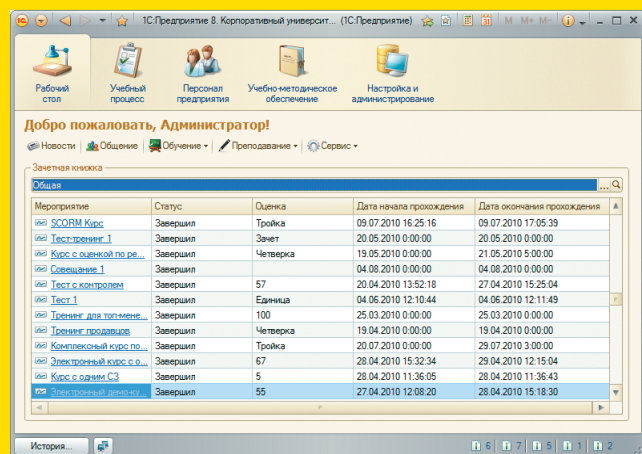 1С:Предприятие 8. Корпоративный университ... (1С:Предприятие)
M M+ M-
Рабочий стол
Учебный процесс
Персонал предприятия
Учебно-методическое обеспечение
Настройка и администрирование
Добро пожаловать, Администратор!
Новости Общение Обучение Преподавание Сервис
Зачетная книжка
Общая ...
Мероприятие Статус Оценка Дата начала прохождения Дата окончания прохождения
SCORM Курс Завершил Тройка 09.07.2010 16:25:16 09.07.2010 17:05:39
Тест-тренинг 1 Завершил Зачет 20.05.2010 0:00:00 20.05.2010 0:00:00
Курс с оценкой по ре... Завершил Четверка 19.05.2010 0:00:00 21.05.2010 5:00:00
Совещание 1 Завершил 04.08.2010 0:00:00 04.08.2010 0:00:00
Тест с контролем Завершил 57 20.04.2010 13:52:18 27.04.2010 15:25:04
Тест 1 Завершил Единица 04.06.2010 12:10:44 04.06.2010 12:11:49
Тренинг для топ-мене... Завершил 100 25.03.2010 0:00:00 25.03.2010 0:00:00
Тренинг продавцов Завершил Четверка 19.04.2010 0:00:00 19.04.2010 0:00:00
Комплексный курс по... Завершил Тройка 20.07.2010 0:00:00 29.07.2010 3:00:00
Электронный курс с о... Завершил 67 28.04.2010 15:32:34 29.04.2010 12:15:04
Курс с одним СЗ Завершил 5 28.04.2010 11:36:05 28.04.2010 11:36:43
Электронный демо-ку... Завершил 55 27.04.2010 12:08:20 28.04.2010 15:18:30
История... 6 7 5 1 2